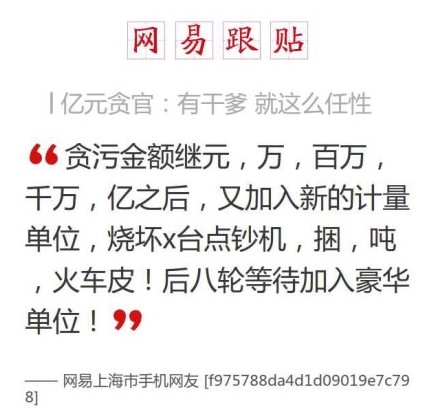 网易跟贴
亿元贪官：有干爹 就这么任性
“贪污金额继元，万，百万，
千万，亿之后，又加入新的计量
单位，烧坏x台点钞机，捆，吨
，火车皮！后八轮等待加入豪华
单位！”
—— 网易上海市手机网友 [f975788da4d1d09019e7c79
8]